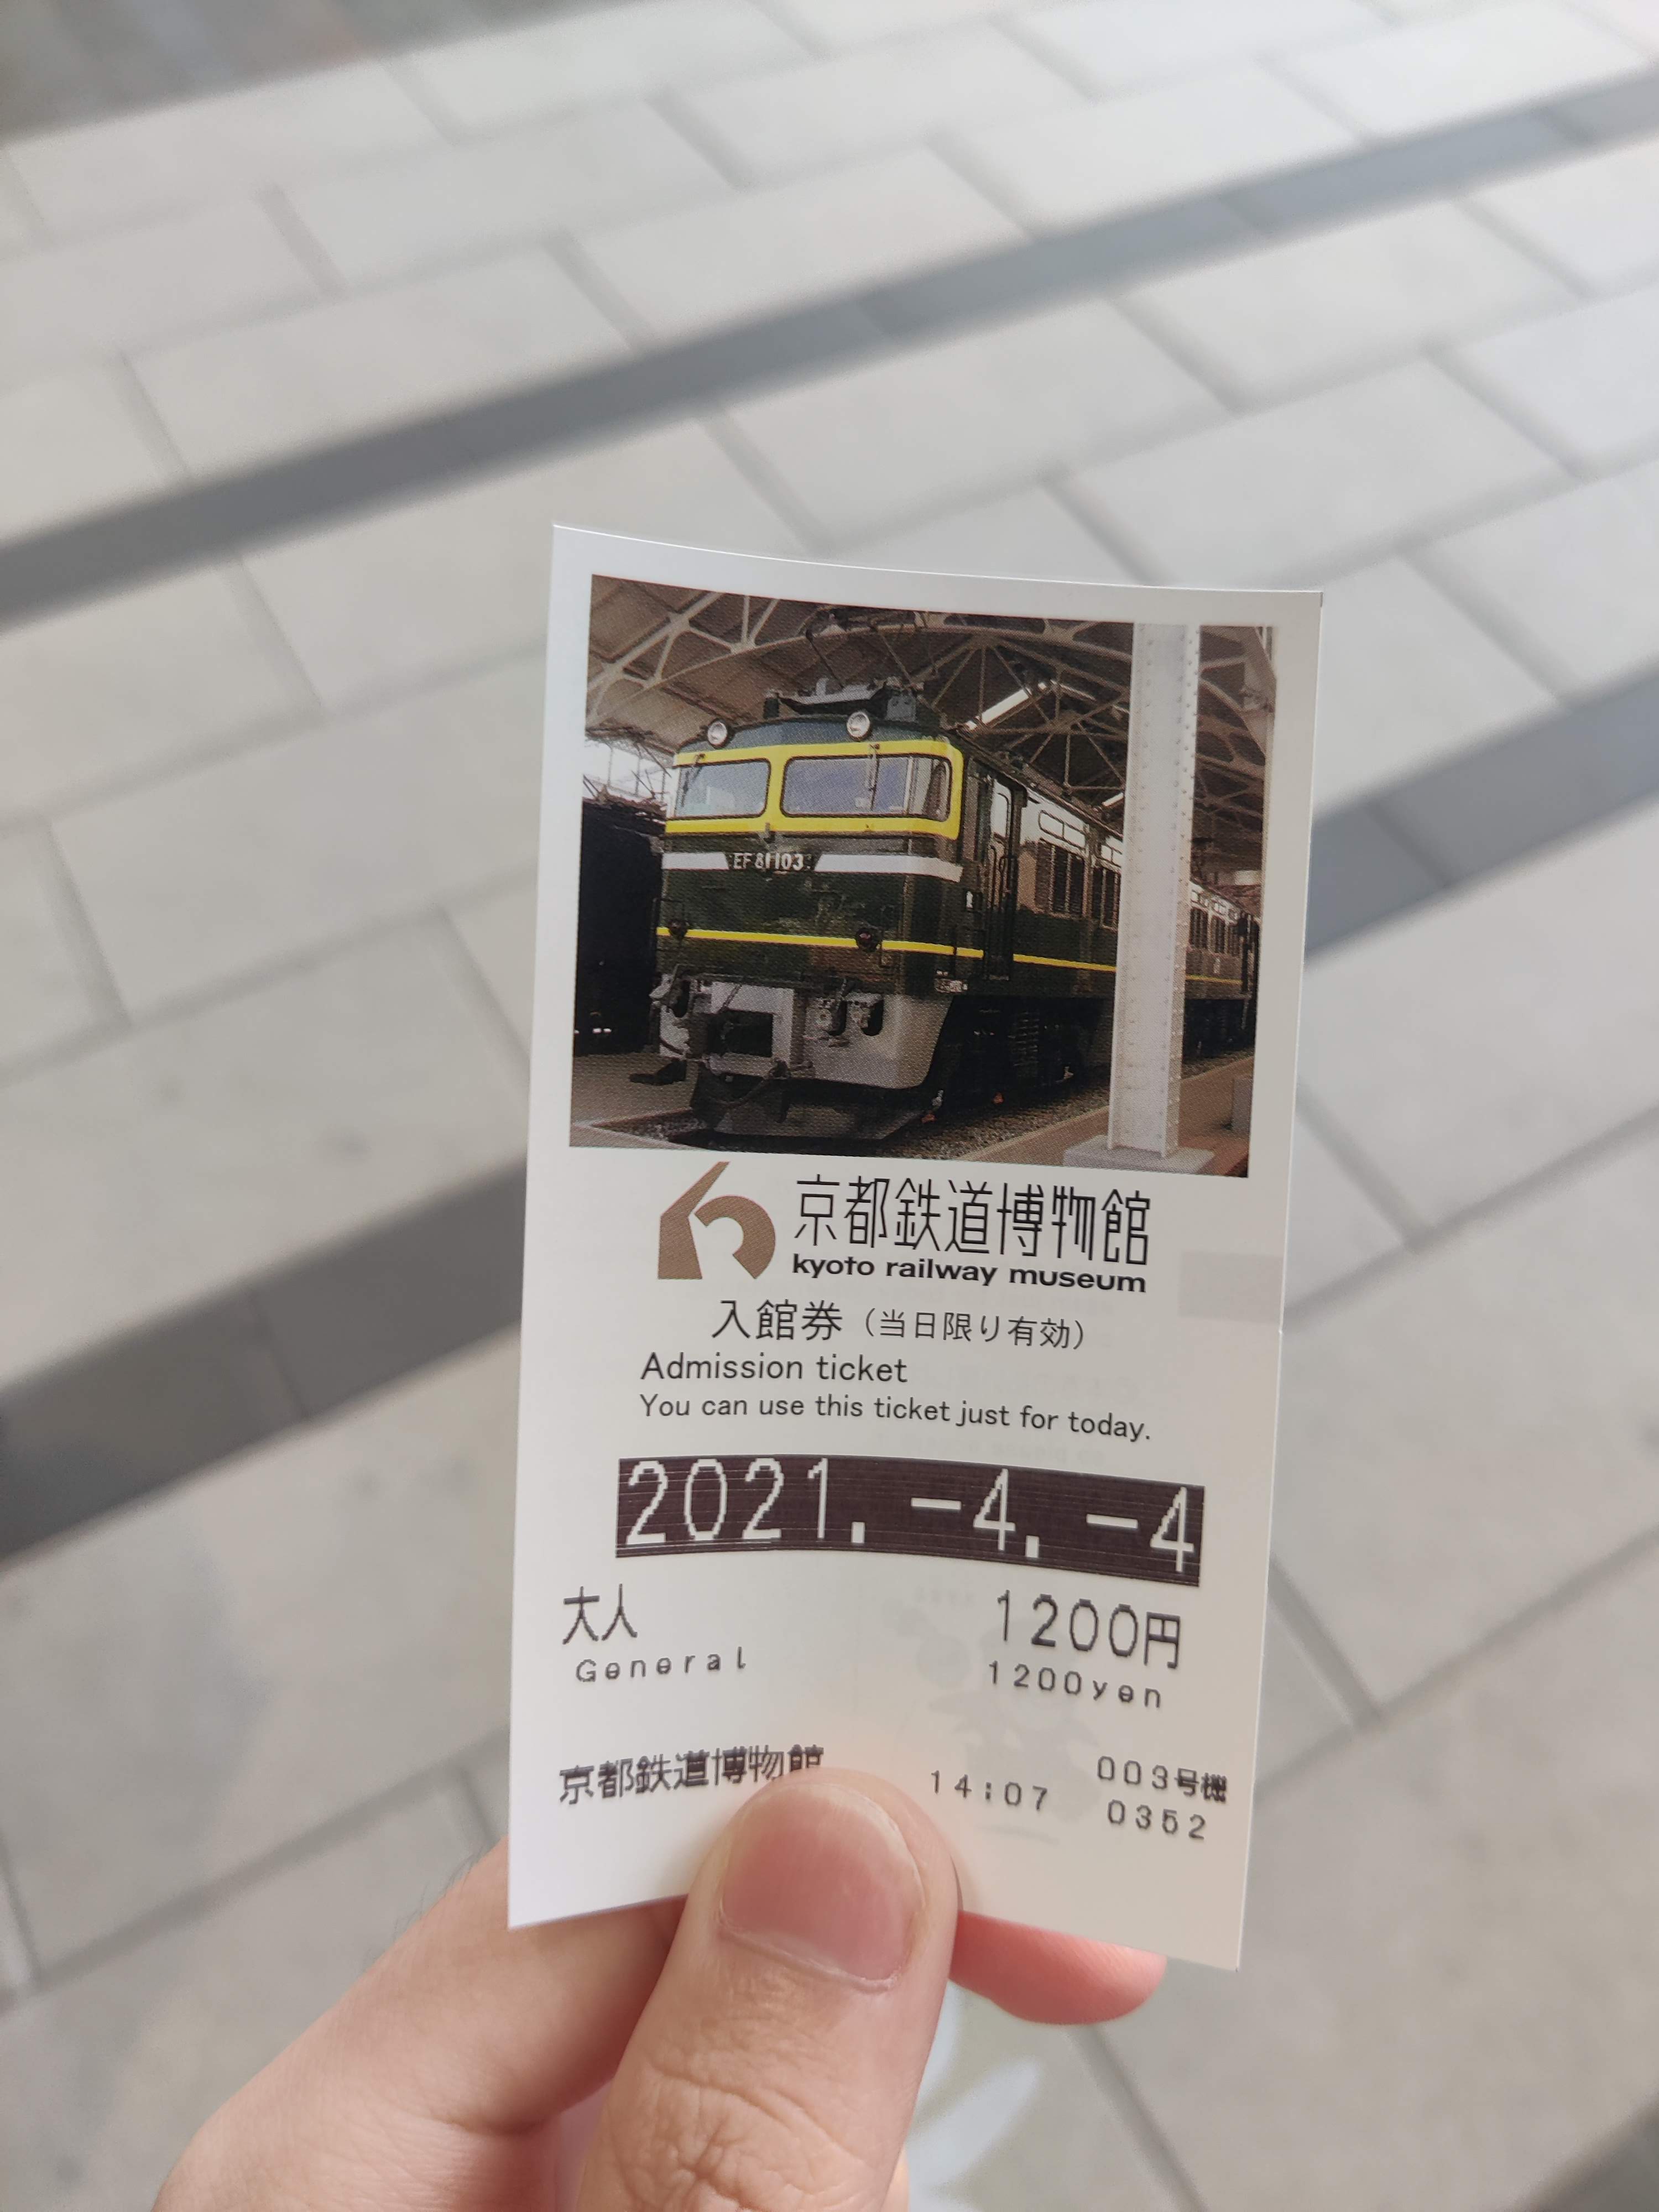 EF81103
京都鉄道博物館
kyoto railway museum
入館券（当日限り有効）
Admission ticket
You can use this ticket just for today.
2021.-4.-4
大人 1200円
General 1200yen
京都鉄道博物館 14:07 003号機
0352